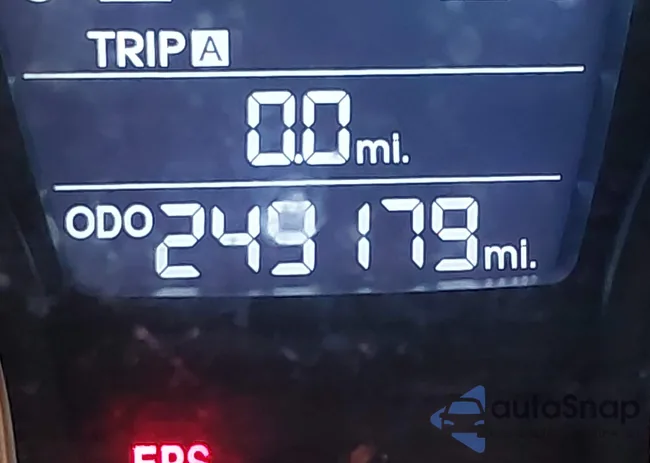 TRIP A
0.0 mi.
ODO 249179 mi.
EPS
autoSnap